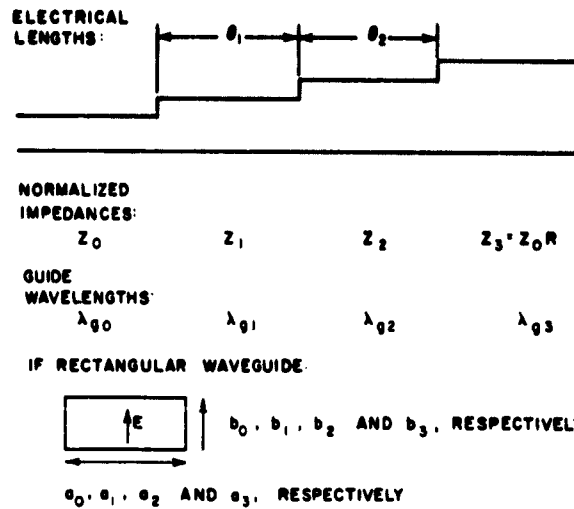 ELECTRICAL
LENGTHS:
θ₁ θ₂
NORMALIZED
IMPEDANCES:
Z₀ Z₁ Z₂ Z₃ = Z₀R
GUIDE
WAVELENGTHS:
λg0 λg1 λg2 λg3
IF RECTANGULAR WAVEGUIDE:
E b₀, b₁, b₂ AND b₃, RESPECTIVEL
a₀, a₁, a₂ AND a₃, RESPECTIVELY